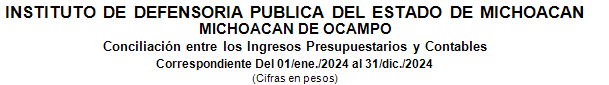 INSTITUTO DE DEFENSORIA PUBLICA DEL ESTADO DE MICHOACAN
MICHOACAN DE OCAMPO
Conciliación entre los Ingresos Presupuestarios y Contables
Correspondiente Del 01/ene./2024 al 31/dic./2024
(Cifras en pesos)